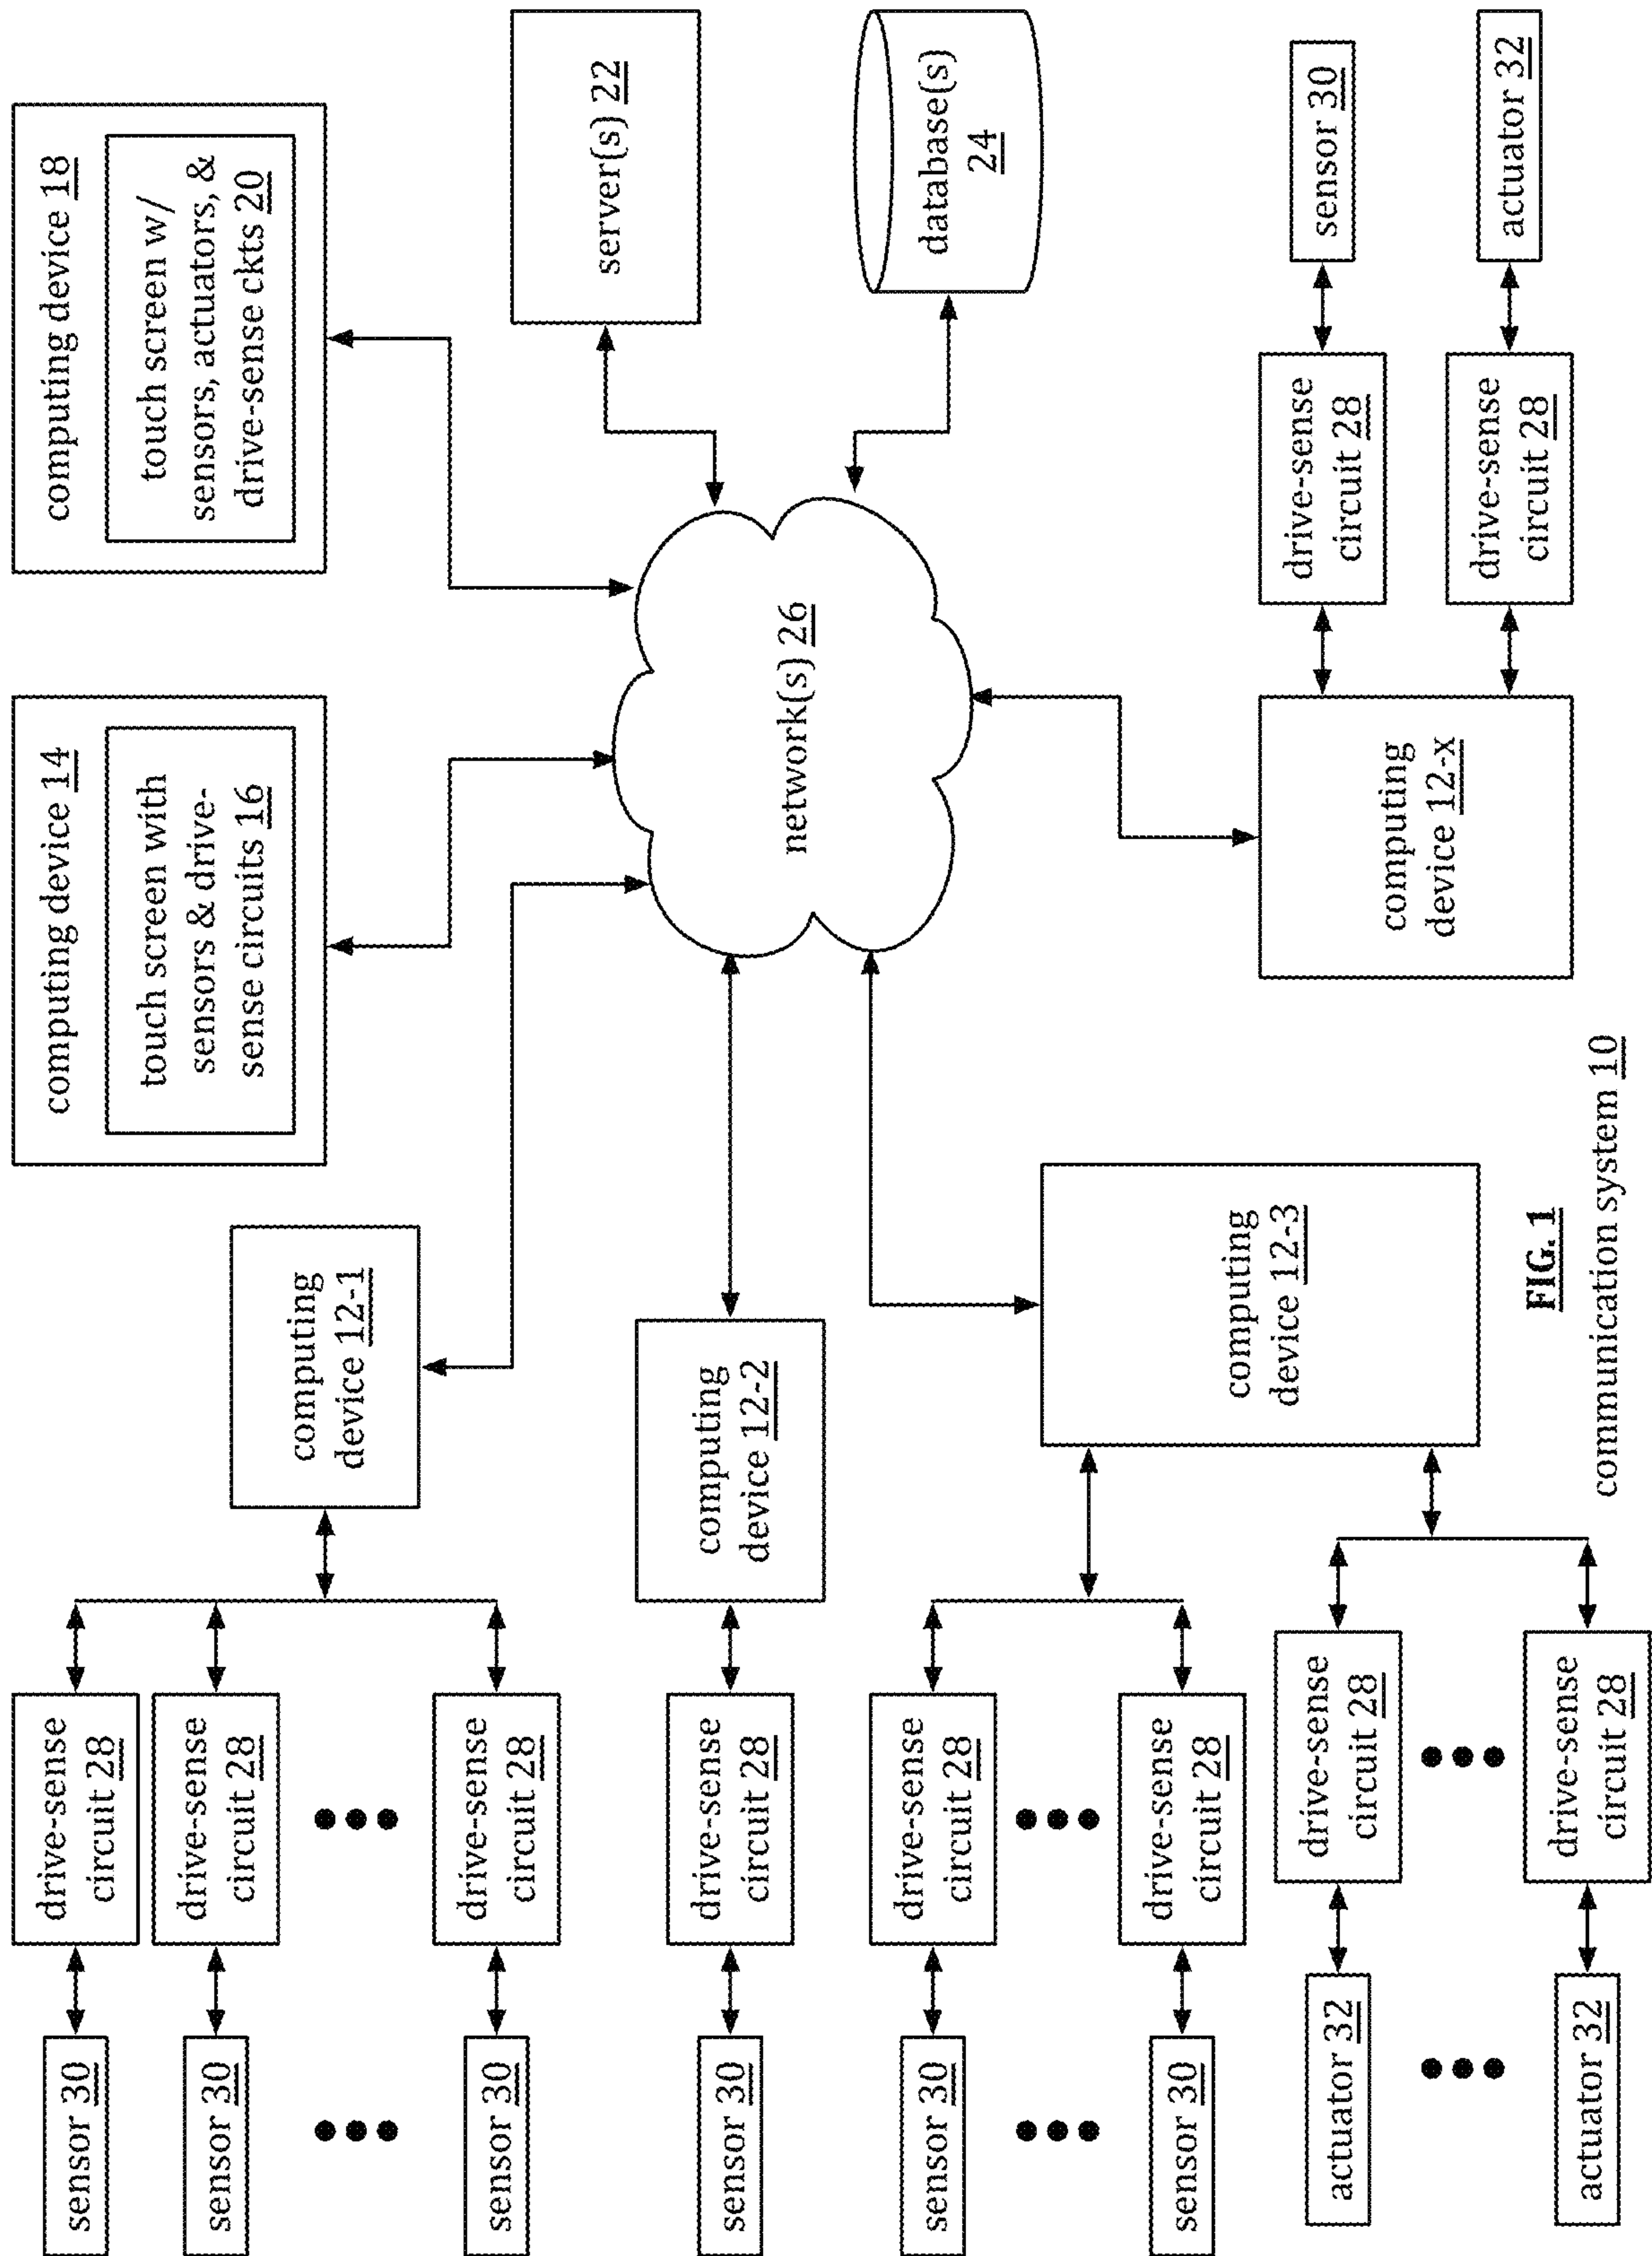 computing device 14
touch screen with
sensors & drive-
sense circuits 16
computing device 18
touch screen w/
sensors, actuators, &
drive-sense ckts 20
sensor 30
drive-sense
circuit 28
sensor 30
drive-sense
circuit 28
sensor 30
drive-sense
circuit 28
computing
device 12-1
server(s) 22
network(s) 26
database(s)
24
sensor 30
drive-sense
circuit 28
computing
device 12-2
sensor 30
drive-sense
circuit 28
sensor 30
drive-sense
circuit 28
computing
device 12-3
actuator 32
drive-sense
circuit 28
actuator 32
drive-sense
circuit 28
computing
device 12-x
drive-sense
circuit 28
sensor 30
drive-sense
circuit 28
actuator 32
FIG. 1
communication system 10